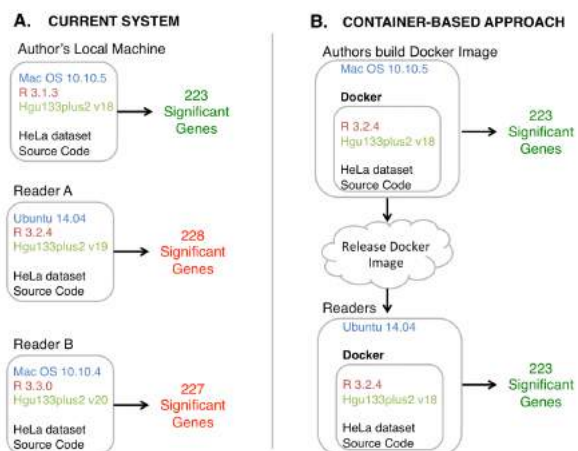 A. CURRENT SYSTEM
Author's Local Machine
Mac OS 10.10.5
R 3.1.3
Hgu133plus2 v18
HeLa dataset
Source Code
223
Significant
Genes
Reader A
Ubuntu 14.04
R 3.2.4
Hgu133plus2 v19
HeLa dataset
Source Code
228
Significant
Genes
Reader B
Mac OS 10.10.4
R 3.3.0
Hgu133plus2 v20
HeLa dataset
Source Code
227
Significant
Genes
B. CONTAINER-BASED APPROACH
Authors build Docker Image
Mac OS 10.10.5
Docker
R 3.2.4
Hgu133plus2 v18
HeLa dataset
Source Code
223
Significant
Genes
Release Docker
Image
Readers
Ubuntu 14.04
Docker
R 3.2.4
Hgu133plus2 v18
HeLa dataset
Source Code
223
Significant
Genes